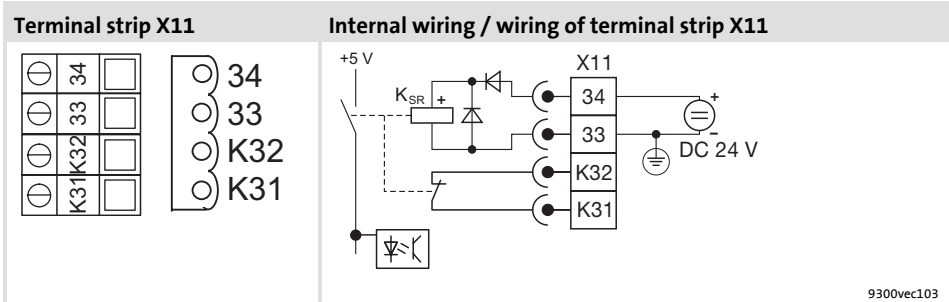 Terminal strip X11
Internal wiring / wiring of terminal strip X11
34
33
K32
K31
34
33
K32
K31
+5 V
K_SR
+
X11
34
33
K32
K31
+
−
DC 24 V
9300vec103